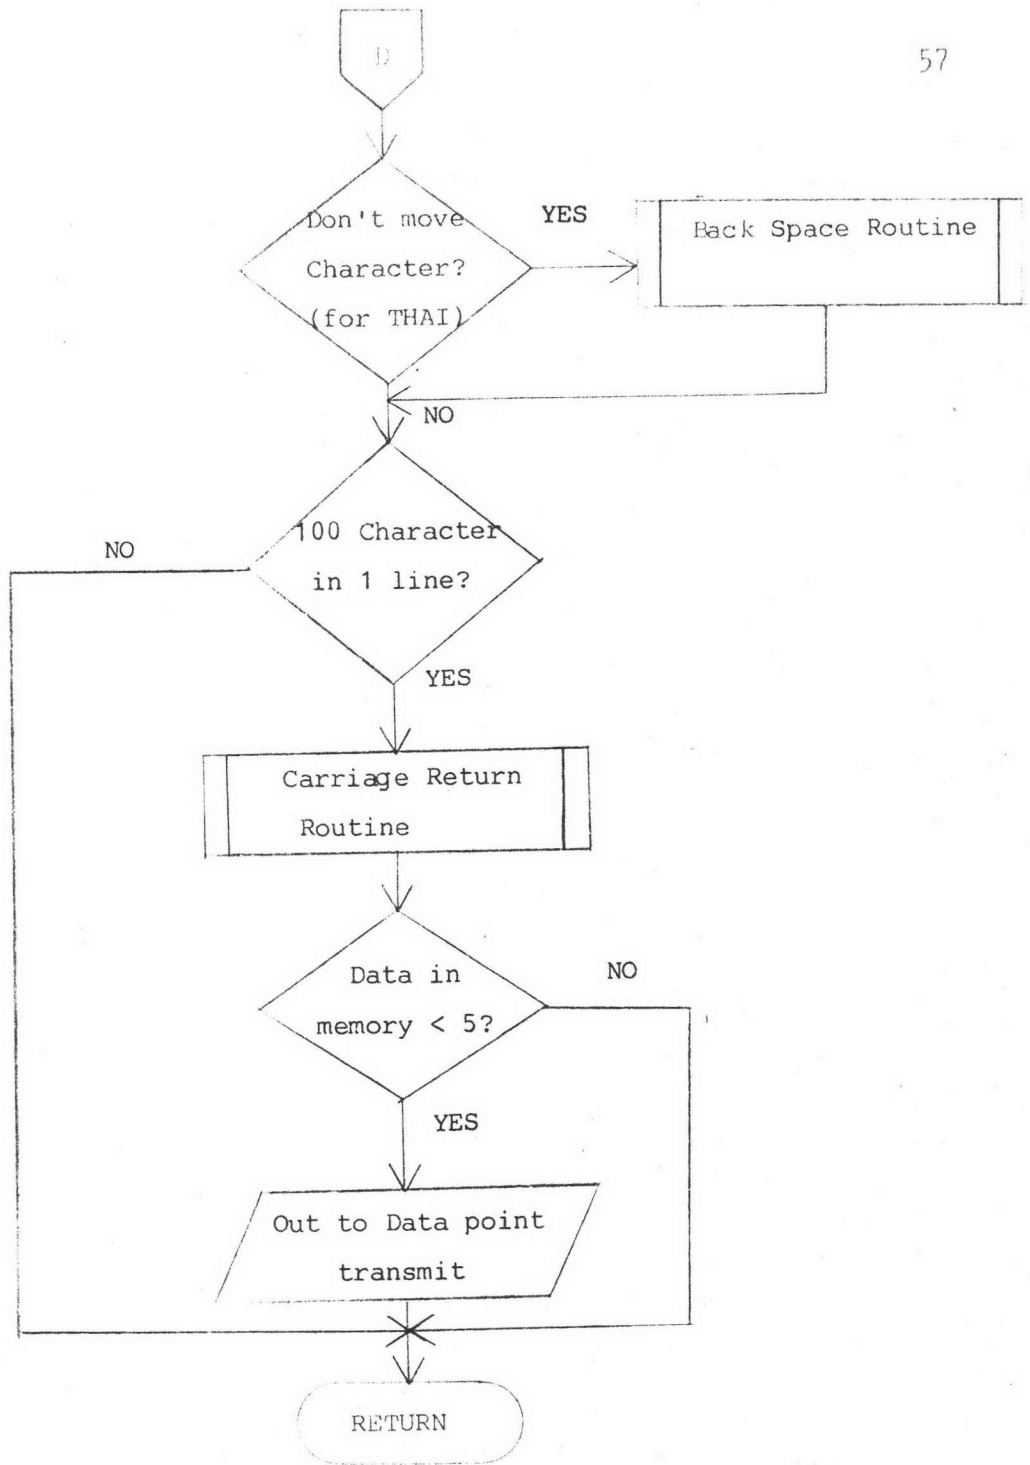 57
D
Don't move
Character?
(for THAI)
YES
Back Space Routine
NO
100 Character
in 1 line?
NO
YES
Carriage Return
Routine
Data in
memory < 5?
NO
YES
Out to Data point
transmit
RETURN